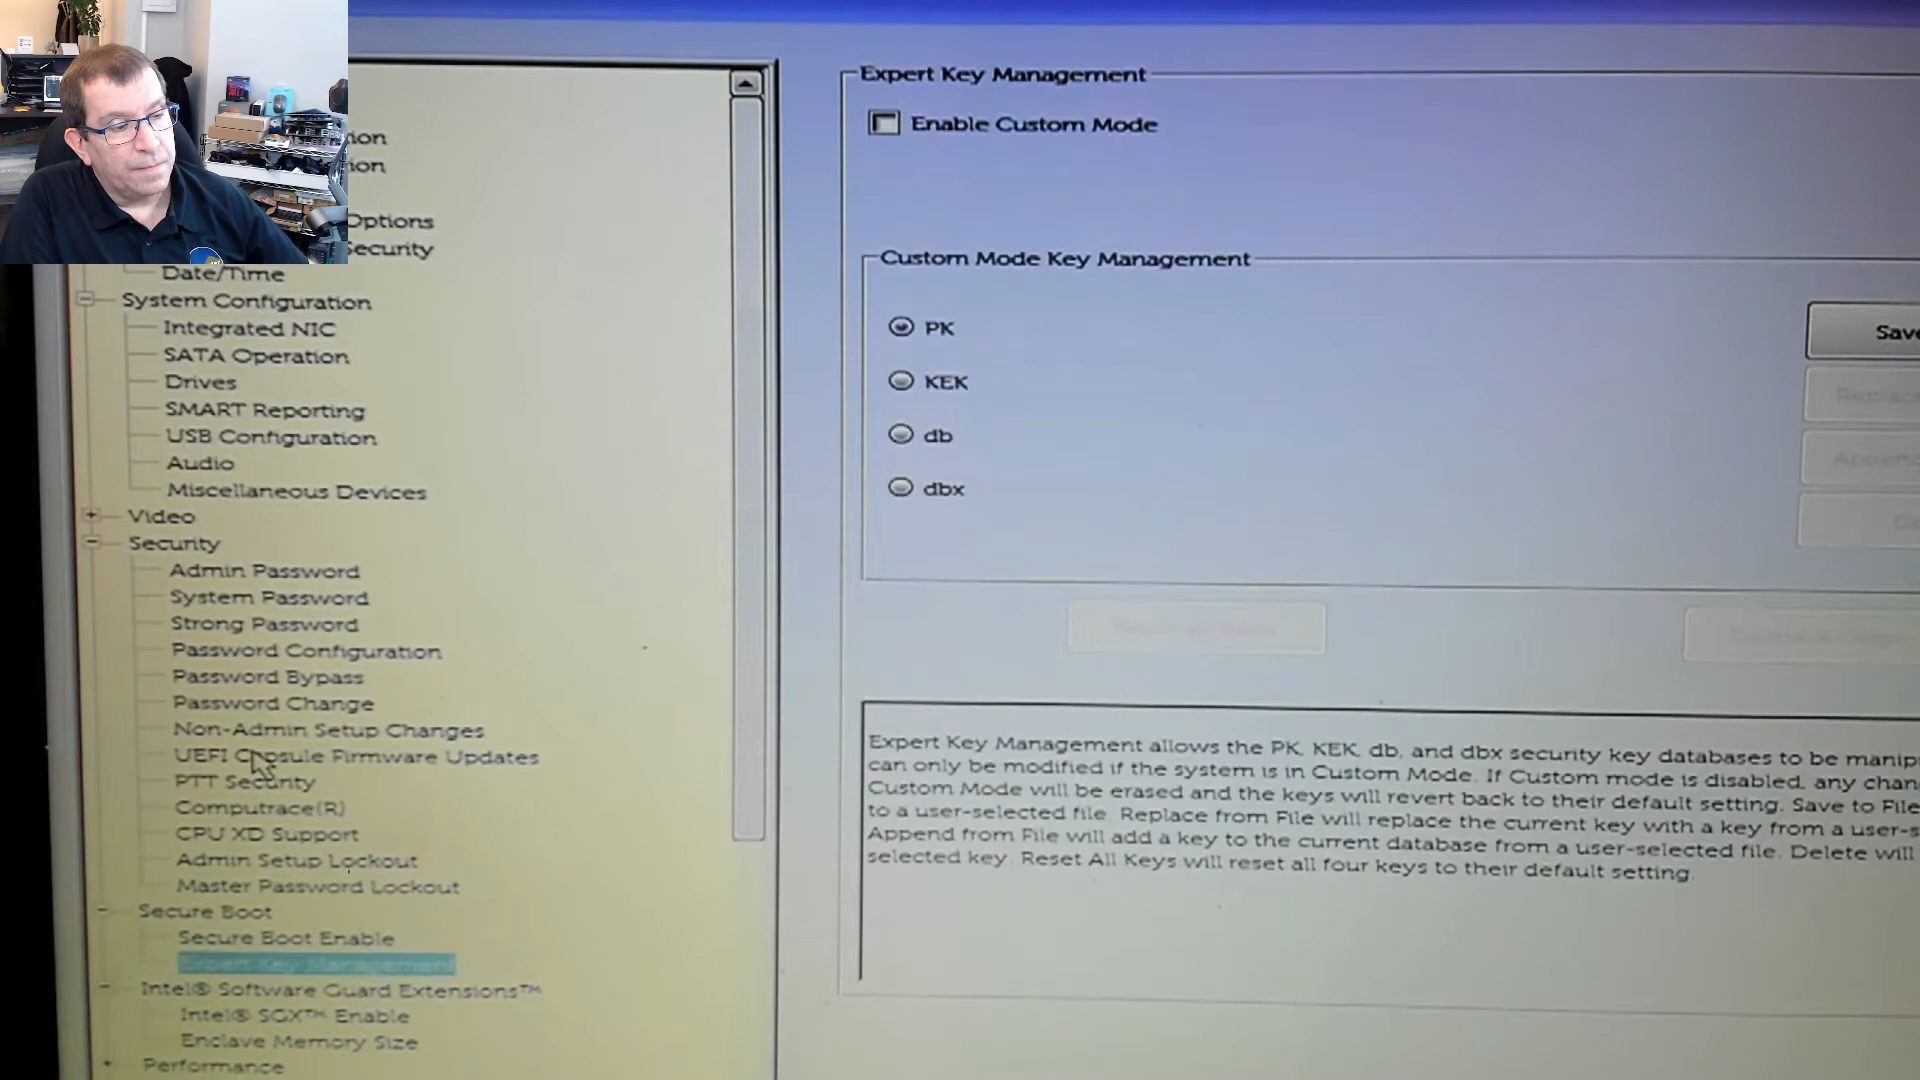 Expert Key Management
Enable Custom Mode
Custom Mode Key Management
PK
KEK
db
dbx
Save
Replace
Append
ion
ion
Options
Security
Date/Time
System Configuration
Integrated NIC
SATA Operation
Drives
SMART Reporting
USB Configuration
Audio
Miscellaneous Devices
Video
Security
Admin Password
System Password
Strong Password
Password Configuration
Password Bypass
Password Change
Non-Admin Setup Changes
UEFI Capsule Firmware Updates
PTT Security
Computrace(R)
CPU XD Support
Admin Setup Lockout
Master Password Lockout
Secure Boot
Secure Boot Enable
Expert Key Management
Intel® Software Guard Extensions™
Intel® SGX™ Enable
Enclave Memory Size
Performance
Expert Key Management allows the PK, KEK, db, and dbx security key databases to be manip
can only be modified if the system is in Custom Mode. If Custom mode is disabled, any chan
Custom Mode will be erased and the keys will revert back to their default setting. Save to File
to a user-selected file. Replace from File will replace the current key with a key from a user-s
Append from File will add a key to the current database from a user-selected file. Delete will
selected key. Reset All Keys will reset all four keys to their default setting.